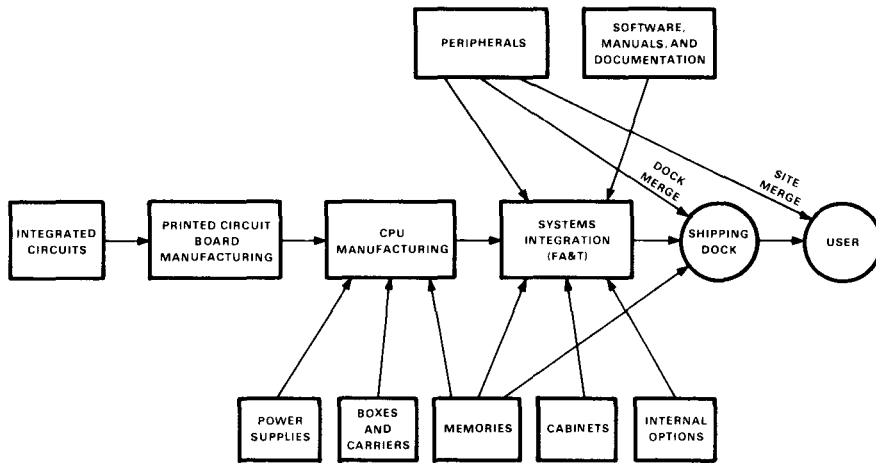 PERIPHERALS
SOFTWARE,
MANUALS, AND
DOCUMENTATION
DOCK
MERGE
SITE
MERGE
INTEGRATED
CIRCUITS
PRINTED CIRCUIT
BOARD
MANUFACTURING
CPU
MANUFACTURING
SYSTEMS
INTEGRATION
(FA&T)
SHIPPING
DOCK
USER
POWER
SUPPLIES
BOXES
AND
CARRIERS
MEMORIES
CABINETS
INTERNAL
OPTIONS